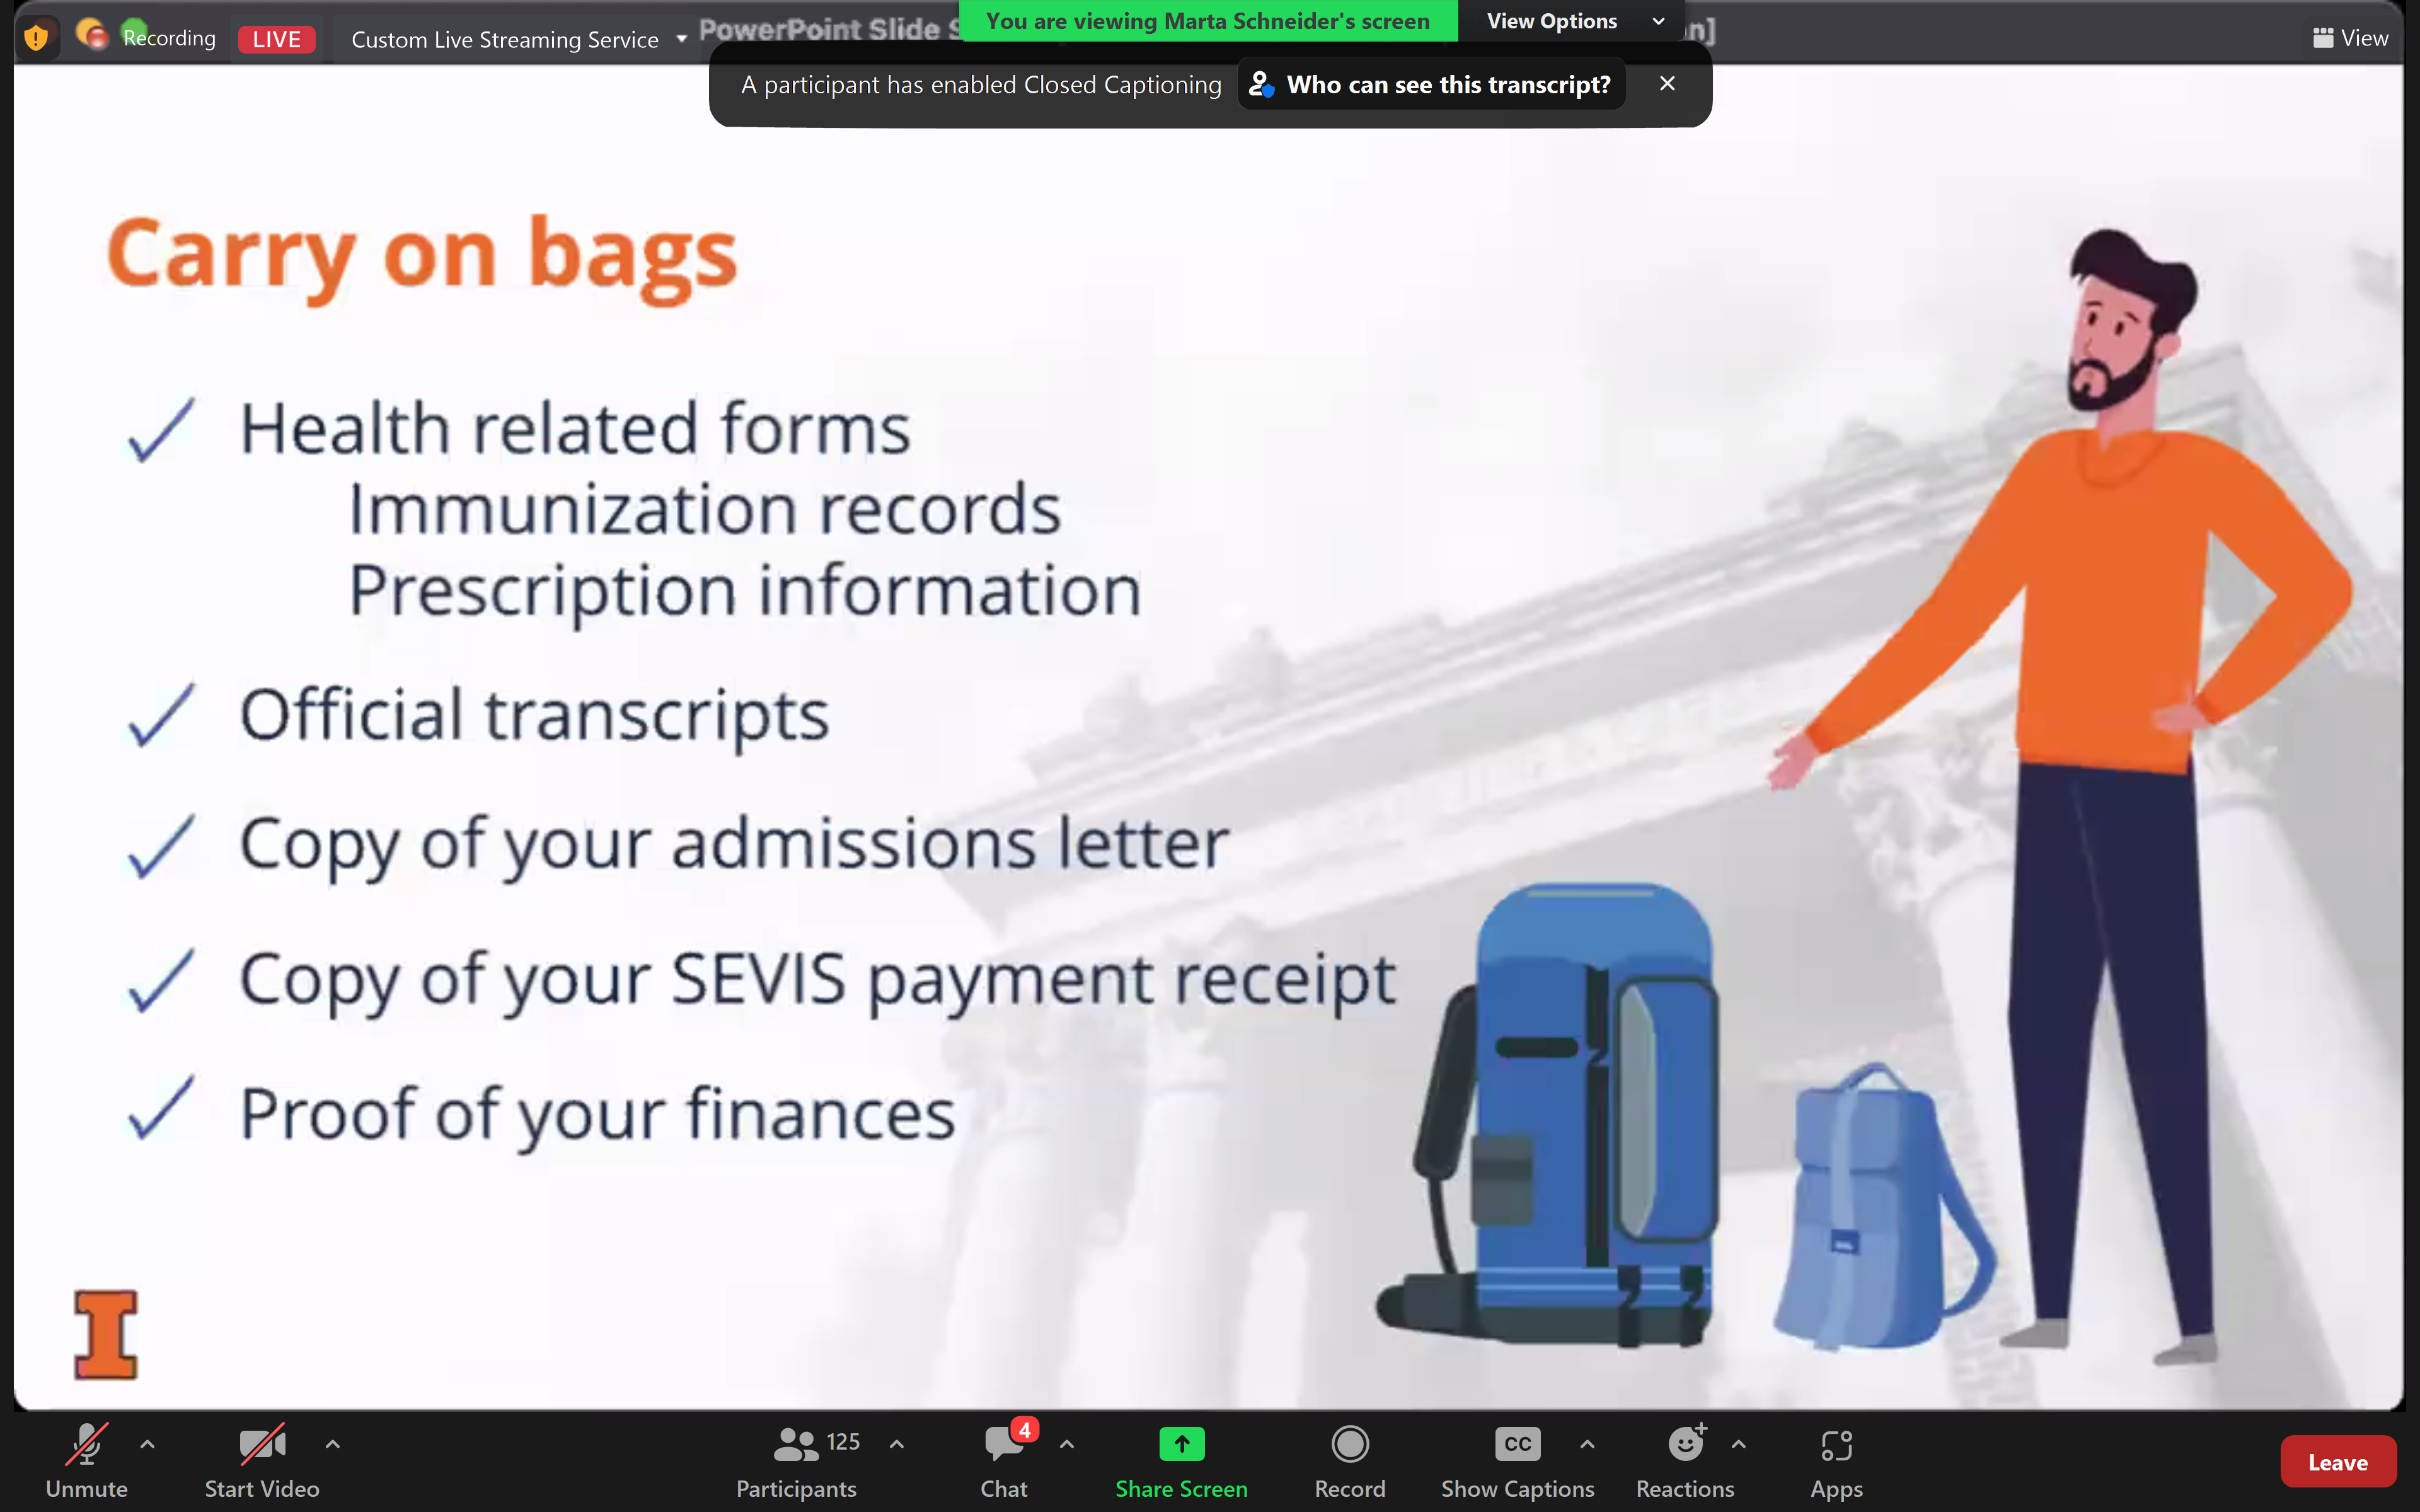 Recording
LIVE
Custom Live Streaming Service
PowerPoint Slide S
You are viewing Marta Schneider's screen
View Options
n]
View
A participant has enabled Closed Captioning
Who can see this transcript?
Carry on bags
Health related forms
Immunization records
Prescription information
Official transcripts
Copy of your admissions letter
Copy of your SEVIS payment receipt
Proof of your finances
I
Unmute
Start Video
125
Participants
4
Chat
Share Screen
Record
CC
Show Captions
Reactions
Apps
Leave